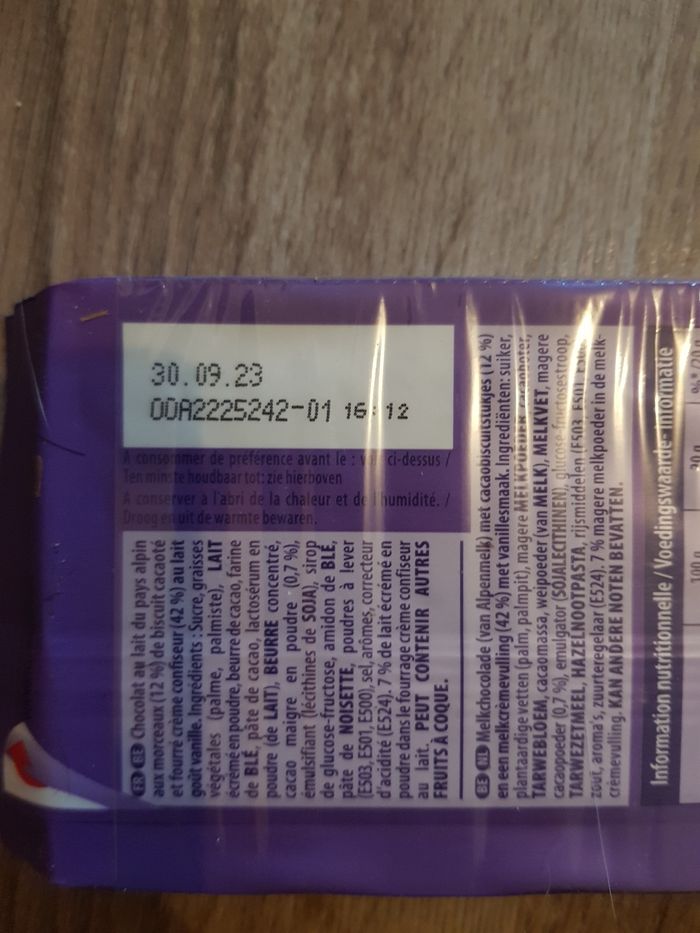 30.09.23
OOA2225242-01 16:12
À consommer de préférence avant le : voir ci-dessus /
Ten minste houdbaar tot: zie hierboven
À conserver à l'abri de la chaleur et de l'humidité. /
Droog en uit de warmte bewaren.
FR BE Chocolat au lait du pays alpin
aux morceaux (12 %) de biscuit cacaoté
et fourré crème confiseur (42 %) au lait
goût vanille. Ingrédients : Sucre, graisses
végétales (palme, palmiste), LAIT
écrémé en poudre, beurre de cacao, farine
de BLÉ, pâte de cacao, lactosérum en
poudre (de LAIT), BEURRE concentré,
cacao maigre en poudre (0,7 %),
émulsifiant (lécithines de SOJA), sirop
de glucose-fructose, amidon de BLÉ,
pâte de NOISETTE, poudres à lever
(E503, E501, E500), sel, arômes, correcteur
d'acidité (E524). 7 % de lait écrémé en
poudre dans le fourrage crème confiseur
au lait. PEUT CONTENIR AUTRES
FRUITS À COQUE.
BE NL Melkchocolade (van Alpenmelk) met cacaobiscuitstukjes (12 %)
en een melkcrèmevulling (42 %) met vanillesmaak. Ingrediënten: suiker,
plantaardige vetten (palm, palmpit), magere MELKPOEDER, cacaoboter,
TARWEBLOEM, cacaomassa, weipoeder (van MELK), MELKVET, magere
cacaopoeder (0,7 %), emulgator (SOJALECITHINEN), glucose-fructosestroop,
TARWEZETMEEL, HAZELNOOTPASTA, rijsmiddelen (E503, E501,
zout, aroma's, zuurteregelaar (E524). 7 % magere melkpoeder in de melk-
crèmevulling. KAN ANDERE NOTEN BEVATTEN.
Information nutritionnelle / Voedingswaarde- informatie